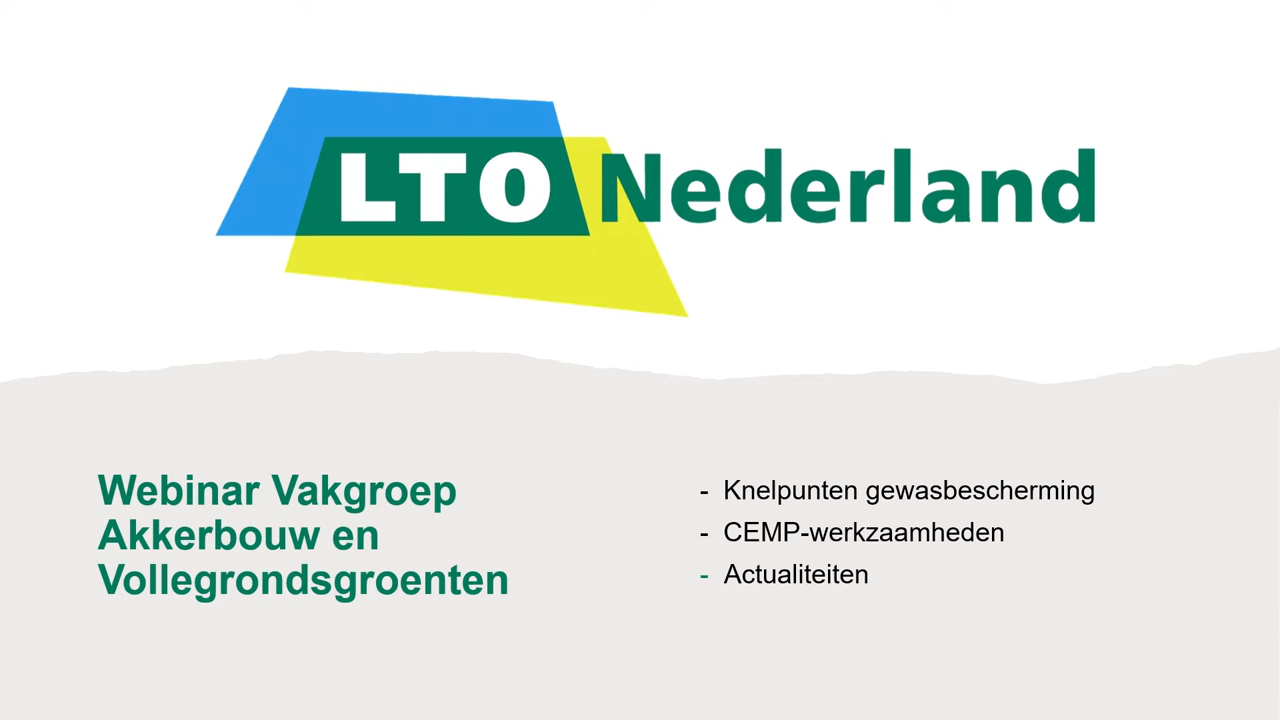 LTO Nederland
Webinar Vakgroep
Akkerbouw en
Vollegrondsgroenten
- Knelpunten gewasbescherming
- CEMP-werkzaamheden
- Actualiteiten